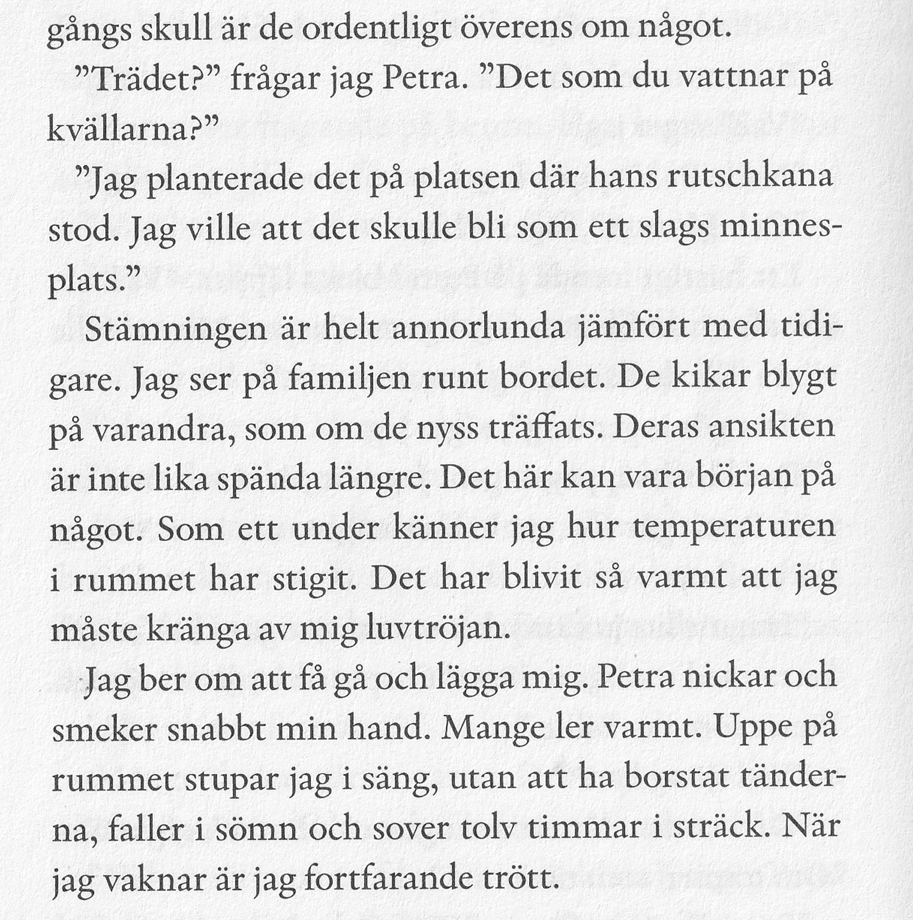 gångs skull är de ordentligt överens om något.
”Trädet?” frågar jag Petra. ”Det som du vattnar på
kvällarna?”
”Jag planterade det på platsen där hans rutschkana
stod. Jag ville att det skulle bli som ett slags minnes-
plats.”
Stämningen är helt annorlunda jämfört med tidi-
gare. Jag ser på familjen runt bordet. De kikar blygt
på varandra, som om de nyss träffats. Deras ansikten
är inte lika spända längre. Det här kan vara början på
något. Som ett under känner jag hur temperaturen
i rummet har stigit. Det har blivit så varmt att jag
måste kränga av mig luvtröjan.
Jag ber om att få gå och lägga mig. Petra nickar och
smeker snabbt min hand. Mange ler varmt. Uppe på
rummet stupar jag i säng, utan att ha borstat tänder-
na, faller i sömn och sover tolv timmar i sträck. När
jag vaknar är jag fortfarande trött.